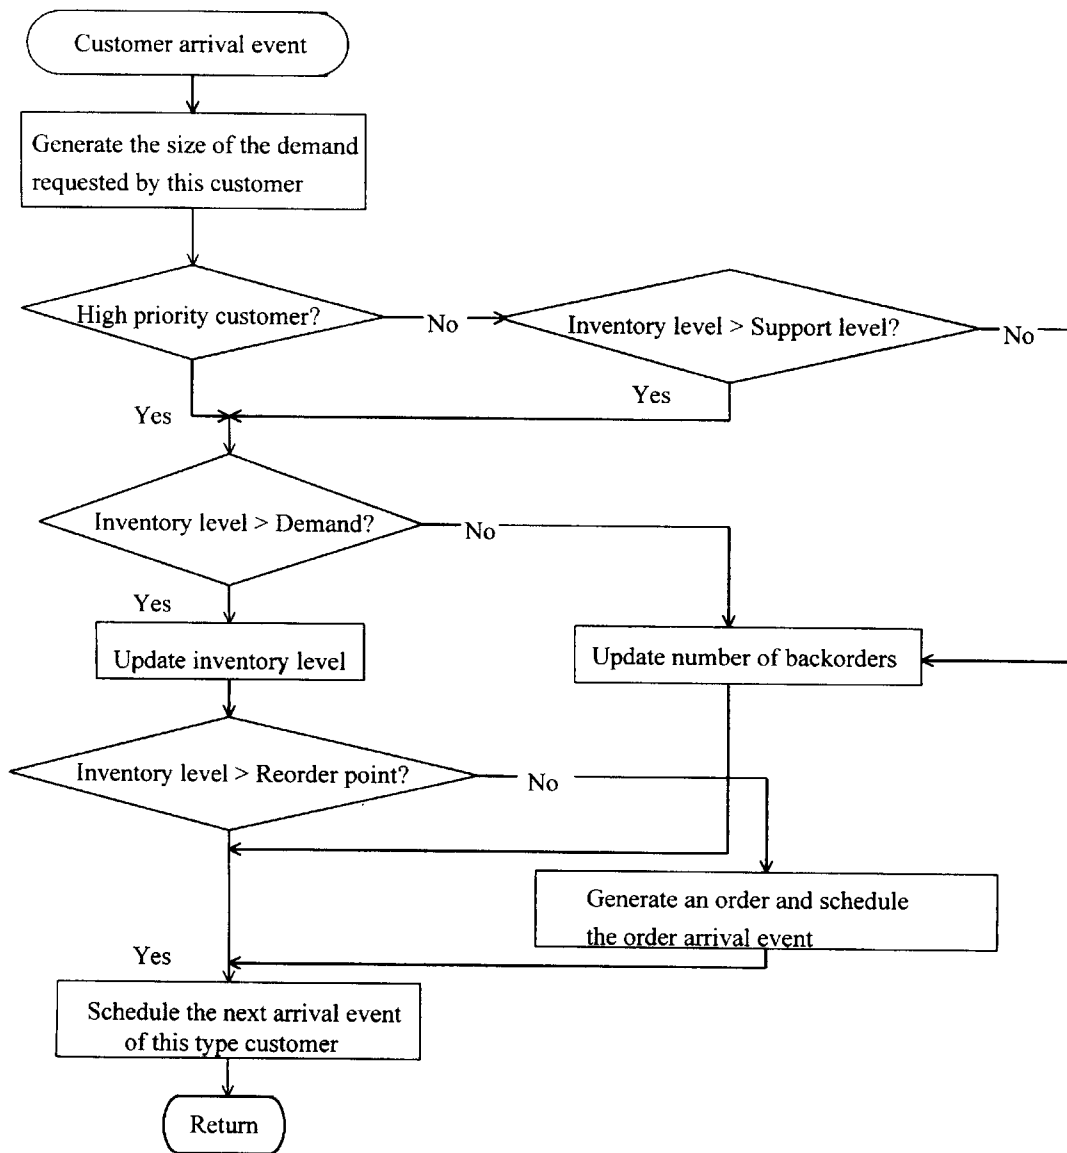 Customer arrival event
Generate the size of the demand
requested by this customer
High priority customer?
No
Inventory level > Support level?
No
Yes
Yes
Inventory level > Demand?
No
Yes
Update inventory level
Update number of backorders
Inventory level > Reorder point?
No
Generate an order and schedule
the order arrival event
Yes
Schedule the next arrival event
of this type customer
Return